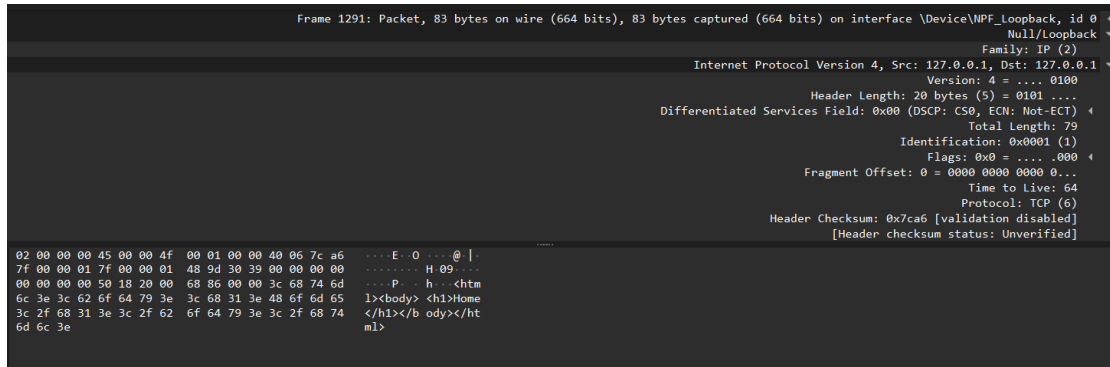 Frame 1291: Packet, 83 bytes on wire (664 bits), 83 bytes captured (664 bits) on interface \Device\NPF_Loopback, id 0
Null/Loopback
Family: IP (2)
Internet Protocol Version 4, Src: 127.0.0.1, Dst: 127.0.0.1
Version: 4 = .... 0100
Header Length: 20 bytes (5) = 0101 ....
Differentiated Services Field: 0x00 (DSCP: CS0, ECN: Not-ECT)
Total Length: 79
Identification: 0x0001 (1)
Flags: 0x0 = .... .000
Fragment Offset: 0 = 0000 0000 0000 0...
Time to Live: 64
Protocol: TCP (6)
Header Checksum: 0x7ca6 [validation disabled]
[Header checksum status: Unverified]
02 00 00 00 45 00 00 4f 00 01 00 00 40 06 7c a6 ····E··O ····@·|·
7f 00 00 01 7f 00 00 01 48 9d 30 39 00 00 00 00 ········ H·09····
00 00 00 00 50 18 20 00 68 86 00 00 3c 68 74 6d ····P· · h···<htm
6c 3e 3c 62 6f 64 79 3e 3c 68 31 3e 48 6f 6d 65 l><body> <h1>Home
3c 2f 68 31 3e 3c 2f 62 6f 64 79 3e 3c 2f 68 74 </h1></b ody></ht
6d 6c 3e ml>